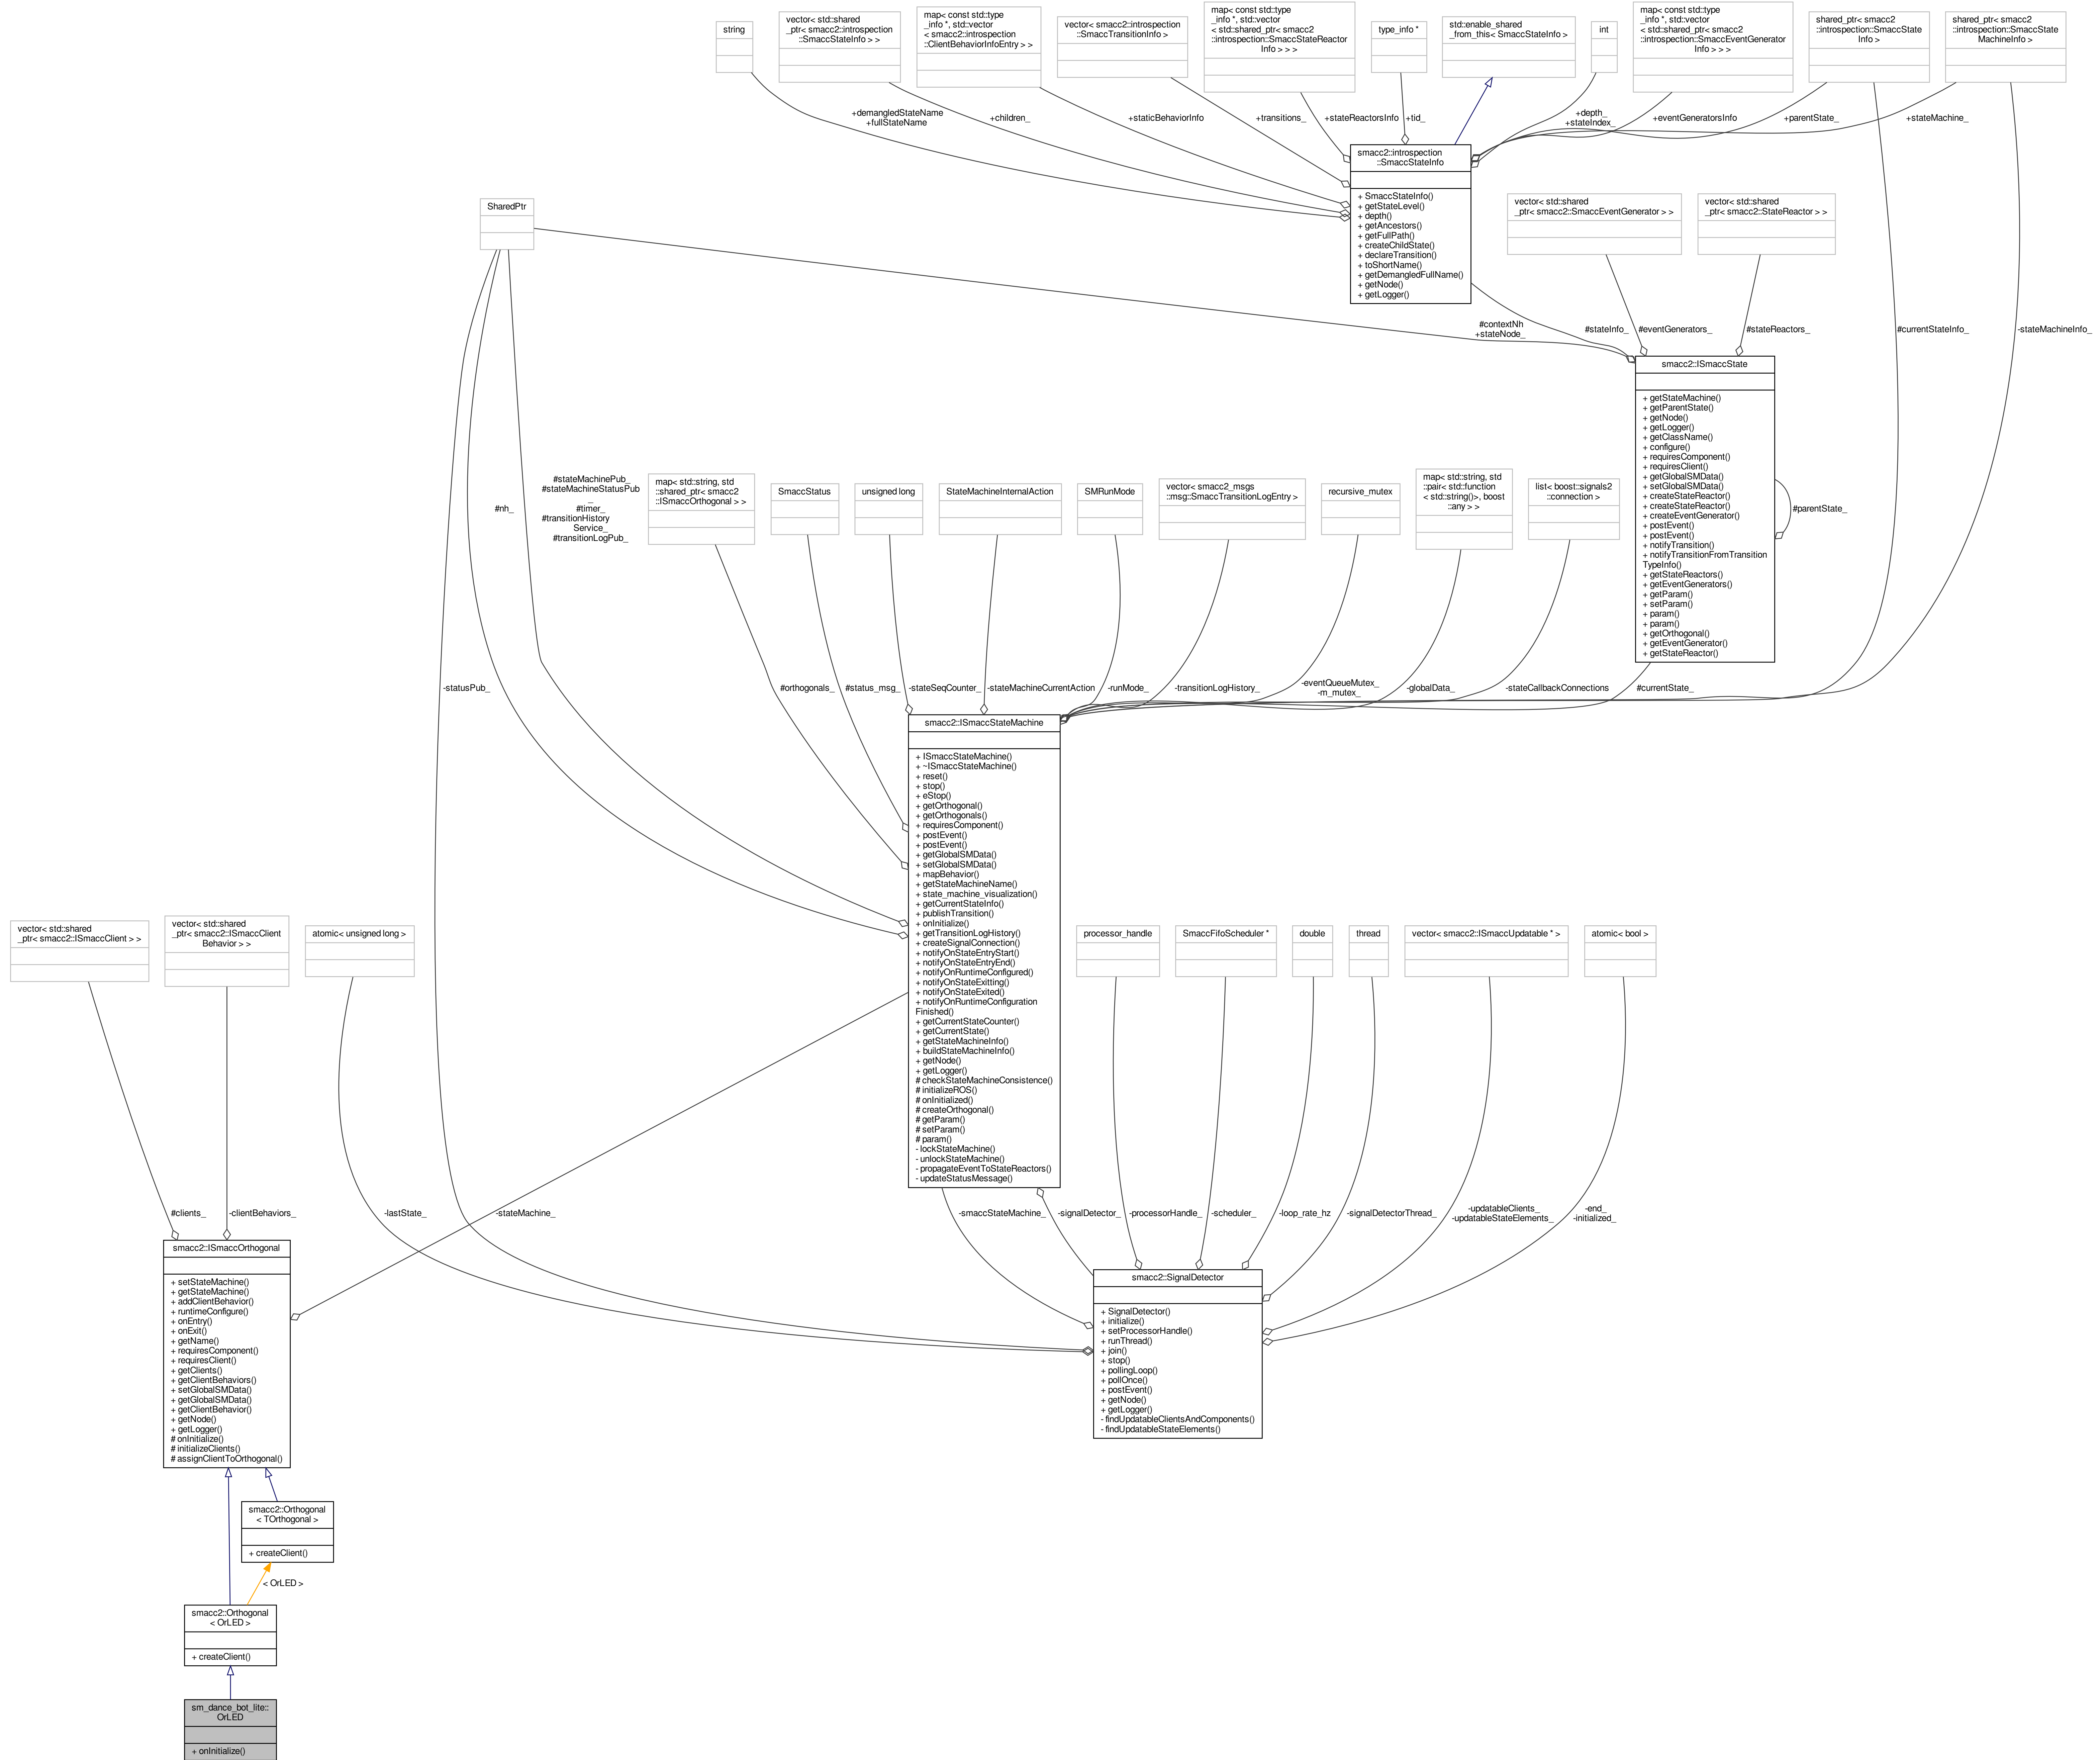 string
vector< std::shared
_ptr< smacc2::introspection
::SmaccStateInfo > >
map< const std::type
_info *, std::vector
< smacc2::introspection
::ClientBehaviorInfoEntry > >
vector< smacc2::introspection
::SmaccTransitionInfo >
map< const std::type
_info *, std::vector
< std::shared_ptr< smacc2
::introspection::SmaccStateReactor
Info > > >
type_info *
std::enable_shared
_from_this< SmaccStateInfo >
int
map< const std::type
_info *, std::vector
< std::shared_ptr< smacc2
::introspection::SmaccEventGenerator
Info > > >
shared_ptr< smacc2
::introspection::SmaccState
Info >
shared_ptr< smacc2
::introspection::SmaccState
MachineInfo >
+demangledStateName
+fullStateName
+children_
+staticBehaviorInfo
+transitions_
+stateReactorsInfo
+tid_
+depth_
+stateIndex_
+eventGeneratorsInfo
+parentState_
+stateMachine_
smacc2::introspection
::SmaccStateInfo
+ SmaccStateInfo()
+ getStateLevel()
+ depth()
+ getAncestors()
+ getFullPath()
+ createChildState()
+ declareTransition()
+ toShortName()
+ getDemangledFullName()
+ getNode()
+ getLogger()
SharedPtr
vector< std::shared
_ptr< smacc2::SmaccEventGenerator > >
vector< std::shared
_ptr< smacc2::StateReactor > >
#contextNh
+stateNode_
#stateInfo_
#eventGenerators_
#stateReactors_
#currentStateInfo_
-stateMachineInfo_
smacc2::ISmaccState
+ getStateMachine()
+ getParentState()
+ getNode()
+ getLogger()
+ getClassName()
+ configure()
+ requiresComponent()
+ requiresClient()
+ getGlobalSMData()
+ setGlobalSMData()
+ createStateReactor()
+ createStateReactor()
+ createEventGenerator()
+ postEvent()
+ postEvent()
+ notifyTransition()
+ notifyTransitionFromTransition
TypeInfo()
+ getStateReactors()
+ getEventGenerators()
+ getParam()
+ setParam()
+ param()
+ param()
+ getOrthogonal()
+ getEventGenerator()
+ getStateReactor()
#parentState_
#nh_
#stateMachinePub_
#stateMachineStatusPub
_
#timer_
#transitionHistory
Service_
#transitionLogPub_
map< std::string, std
::shared_ptr< smacc2
::ISmaccOrthogonal > >
SmaccStatus
unsigned long
StateMachineInternalAction
SMRunMode
vector< smacc2_msgs
::msg::SmaccTransitionLogEntry >
recursive_mutex
map< std::string, std
::pair< std::function
< std::string()>, boost
::any > >
list< boost::signals2
::connection >
-statusPub_
#orthogonals_
#status_msg_
-stateSeqCounter_
-stateMachineCurrentAction
-runMode_
-transitionLogHistory_
-eventQueueMutex_
-m_mutex_
-globalData_
-stateCallbackConnections
#currentState_
smacc2::ISmaccStateMachine
+ ISmaccStateMachine()
+ ~ISmaccStateMachine()
+ reset()
+ stop()
+ eStop()
+ getOrthogonal()
+ getOrthogonals()
+ requiresComponent()
+ postEvent()
+ postEvent()
+ getGlobalSMData()
+ setGlobalSMData()
+ mapBehavior()
+ getStateMachineName()
+ state_machine_visualization()
+ getCurrentStateInfo()
+ publishTransition()
+ onInitialize()
+ getTransitionLogHistory()
+ createSignalConnection()
+ notifyOnStateEntryStart()
+ notifyOnStateEntryEnd()
+ notifyOnRuntimeConfigured()
+ notifyOnStateExitting()
+ notifyOnStateExited()
+ notifyOnRuntimeConfiguration
Finished()
+ getCurrentStateCounter()
+ getCurrentState()
+ getStateMachineInfo()
+ buildStateMachineInfo()
+ getNode()
+ getLogger()
# checkStateMachineConsistence()
# initializeROS()
# onInitialized()
# createOrthogonal()
# getParam()
# setParam()
# param()
- lockStateMachine()
- unlockStateMachine()
- propagateEventToStateReactors()
- updateStatusMessage()
vector< std::shared
_ptr< smacc2::ISmaccClient > >
vector< std::shared
_ptr< smacc2::ISmaccClient
Behavior > >
atomic< unsigned long >
processor_handle
SmaccFifoScheduler *
double
thread
vector< smacc2::ISmaccUpdatable * >
atomic< bool >
#clients_
-clientBehaviors_
-lastState_
-stateMachine_
-smaccStateMachine_
-signalDetector_
-processorHandle_
-scheduler_
-loop_rate_hz
-signalDetectorThread_
-updatableClients_
-updatableStateElements_
-end_
-initialized_
smacc2::ISmaccOrthogonal
+ setStateMachine()
+ getStateMachine()
+ addClientBehavior()
+ runtimeConfigure()
+ onEntry()
+ onExit()
+ getName()
+ requiresComponent()
+ requiresClient()
+ getClients()
+ getClientBehaviors()
+ setGlobalSMData()
+ getGlobalSMData()
+ getClientBehavior()
+ getNode()
+ getLogger()
# onInitialize()
# initializeClients()
# assignClientToOrthogonal()
smacc2::SignalDetector
+ SignalDetector()
+ initialize()
+ setProcessorHandle()
+ runThread()
+ join()
+ stop()
+ pollingLoop()
+ pollOnce()
+ postEvent()
+ getNode()
+ getLogger()
- findUpdatableClientsAndComponents()
- findUpdatableStateElements()
smacc2::Orthogonal
< TOrthogonal >
+ createClient()
< OrLED >
smacc2::Orthogonal
< OrLED >
+ createClient()
sm_dance_bot_lite::
OrLED
+ onInitialize()